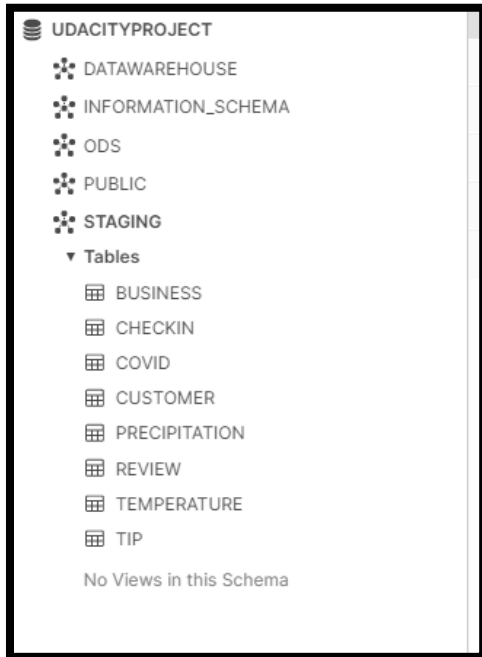 UDACITYPROJECT
DATAWAREHOUSE
INFORMATION_SCHEMA
ODS
PUBLIC
STAGING
Tables
BUSINESS
CHECKIN
COVID
CUSTOMER
PRECIPITATION
REVIEW
TEMPERATURE
TIP
No Views in this Schema